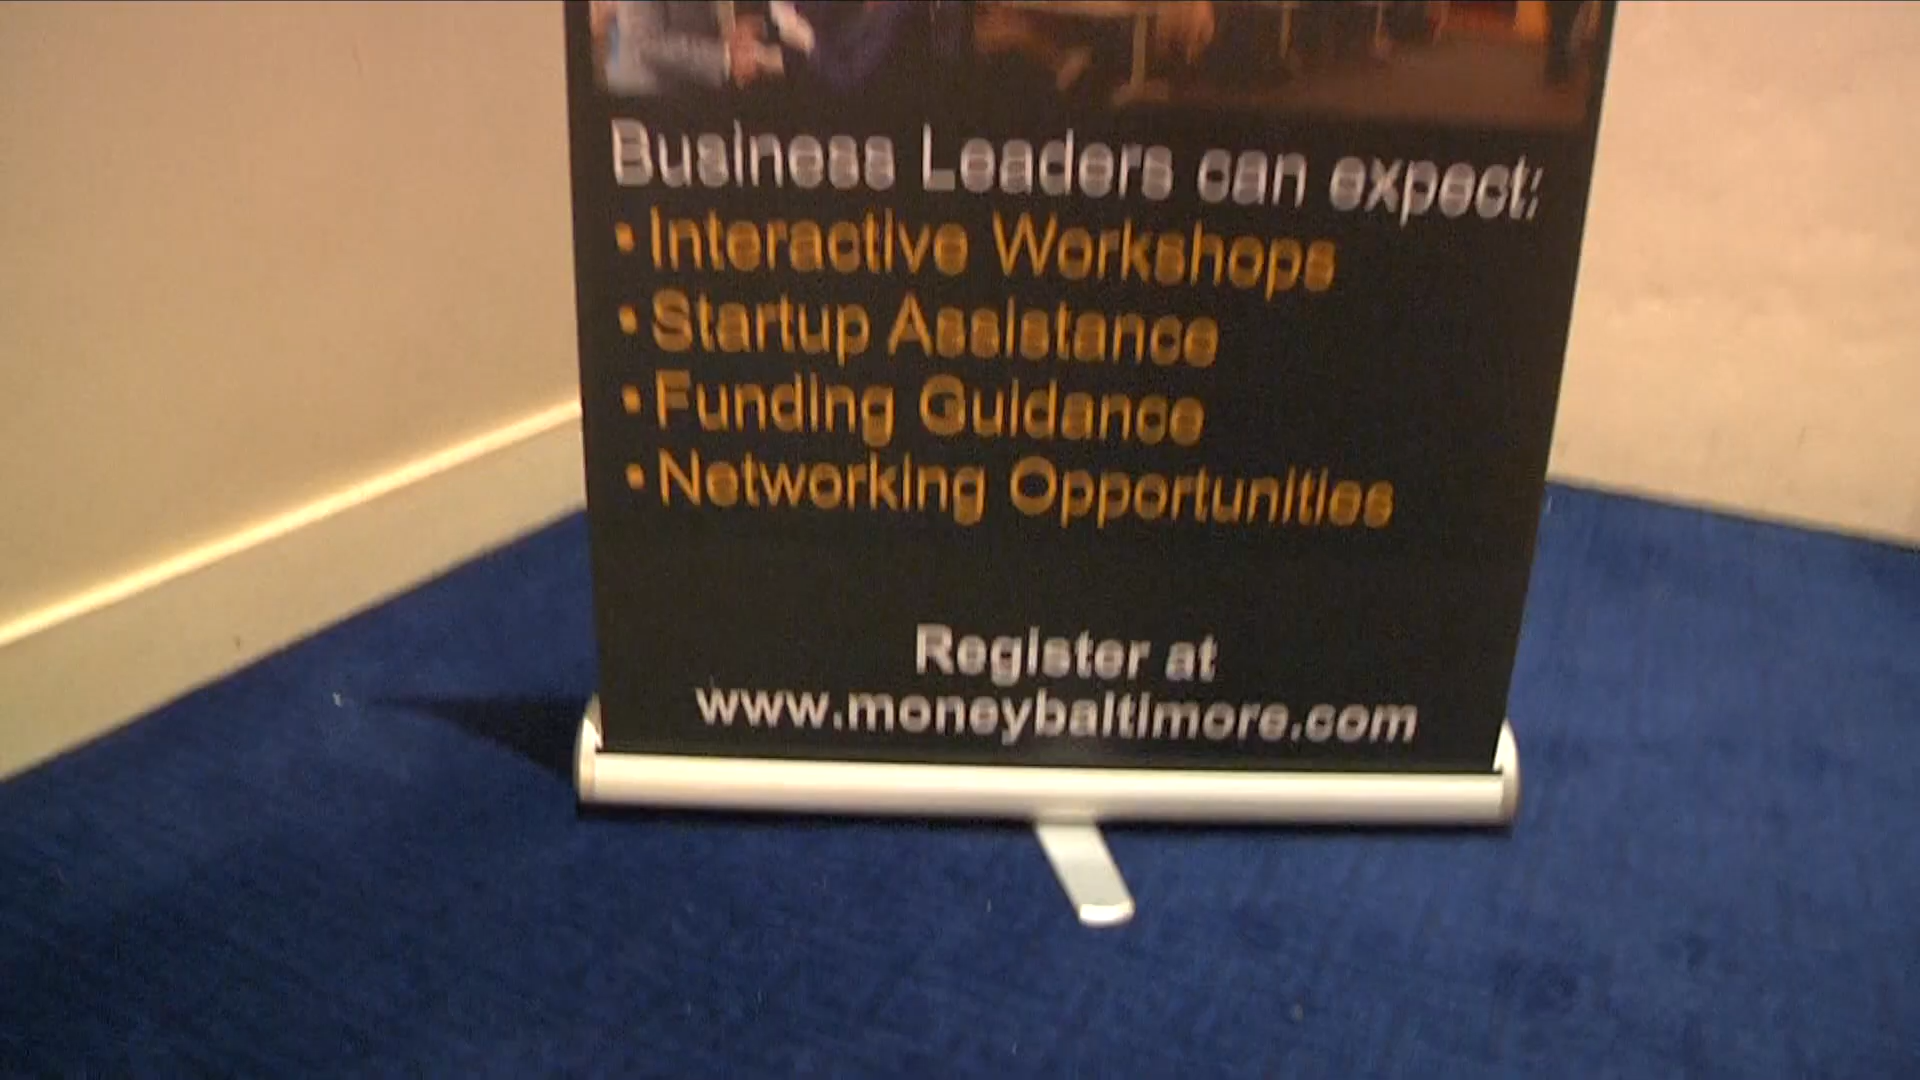 Business Leaders can expect:
• Interactive Workshops
• Startup Assistance
• Funding Guidance
• Networking Opportunities
Register at
www.moneybaltimore.com